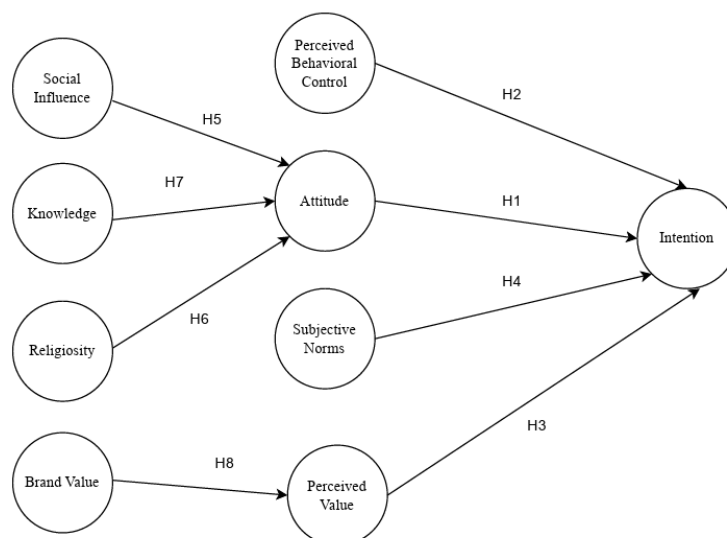 Perceived
Behavioral
Control
Social
Influence
H2
H5
H7
Attitude
H1
Knowledge
Intention
H4
H6
Subjective
Norms
Religiosity
H3
H8
Brand Value
Perceived
Value